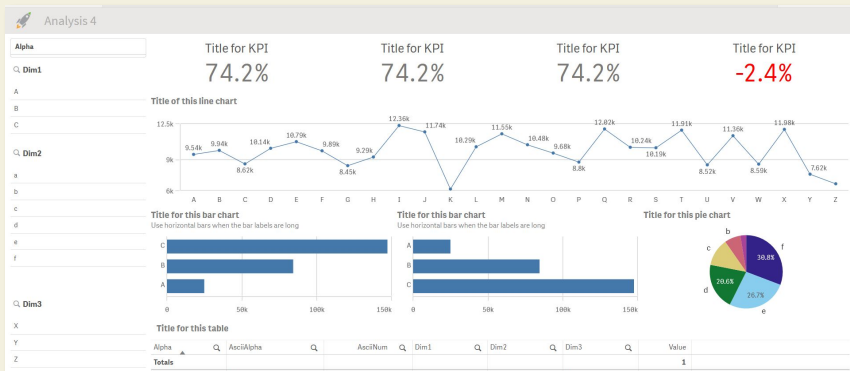 Analysis 4
Alpha
Dim1
A
B
C
Dim2
a
b
c
d
e
f
Dim3
X
Y
Z
Title for KPI
74.2%
Title for KPI
74.2%
Title for KPI
74.2%
Title for KPI
-2.4%
Title of this line chart
12.5k
9k
6k
9.54k 9.94k 8.62k 10.14k 10.79k 9.89k 8.45k 9.29k 12.36k 11.74k 10.29k 11.55k 10.48k 9.68k 8.8k 12.02k 10.24k 10.19k 11.91k 8.52k 11.36k 8.59k 11.98k 7.62k
A B C D E F G H I J K L M N O P Q R S T U V W X Y Z
Title for this bar chart
Use horizontal bars when the bar labels are long
C
B
A
0 50k 100k 150k
Title for this bar chart
Use horizontal bars when the bar labels are long
A
B
C
0 50k 100k 150k
Title for this pie chart
b
f
c
30.8%
20.6%
d
26.7%
e
Title for this table
Alpha AsciiAlpha AsciiNum Dim1 Dim2 Dim3 Value
Totals 1